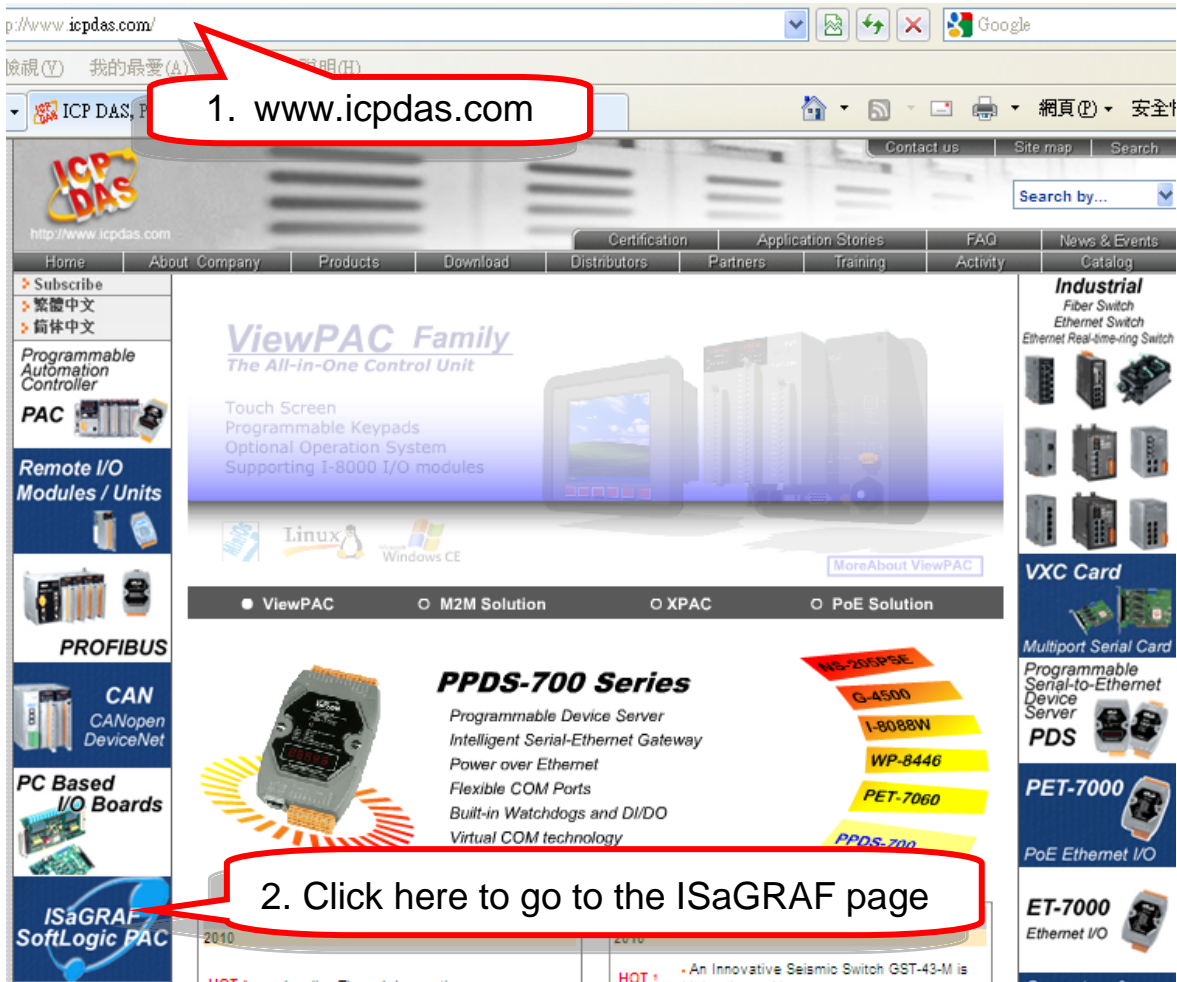 p://www.icpdas.com/
Google
檢視(V) 我的最愛(A) 說明(H)
1. www.icpdas.com
ICP DAS, P
網頁(P) 安全
ICP DAS
http://www.icpdas.com
Contact us Site map Search
Search by...
Certification Application Stories FAQ News & Events
Home About Company Products Download Distributors Partners Training Activity Catalog
Subscribe
繁體中文
简体中文
Programmable
Automation
Controller
PAC
Remote I/O
Modules / Units
PROFIBUS
CAN
CANopen
DeviceNet
PC Based
I/O Boards
ISaGRAF
SoftLogic PAC
ViewPAC Family
The All-in-One Control Unit
Touch Screen
Programmable Keypads
Optional Operation System
Supporting I-8000 I/O modules
Linux
Windows CE
MoreAbout ViewPAC
ViewPAC M2M Solution XPAC PoE Solution
PPDS-700 Series
Programmable Device Server
Intelligent Serial-Ethernet Gateway
Power over Ethernet
Flexible COM Ports
Built-in Watchdogs and DI/DO
Virtual COM technology
NS-205PSE
G-4500
I-8088W
WP-8446
PET-7060
PPDS-700
2. Click here to go to the ISaGRAF page
2010
2010
HOT !
An Innovative Seismic Switch GST-43-M is
Industrial
Fiber Switch
Ethernet Switch
Ethernet Real-time-ring Switch
VXC Card
Multiport Serial Card
Programmable
Serial-to-Ethernet
Device
Server
PDS
PET-7000
PoE Ethernet I/O
ET-7000
Ethernet I/O